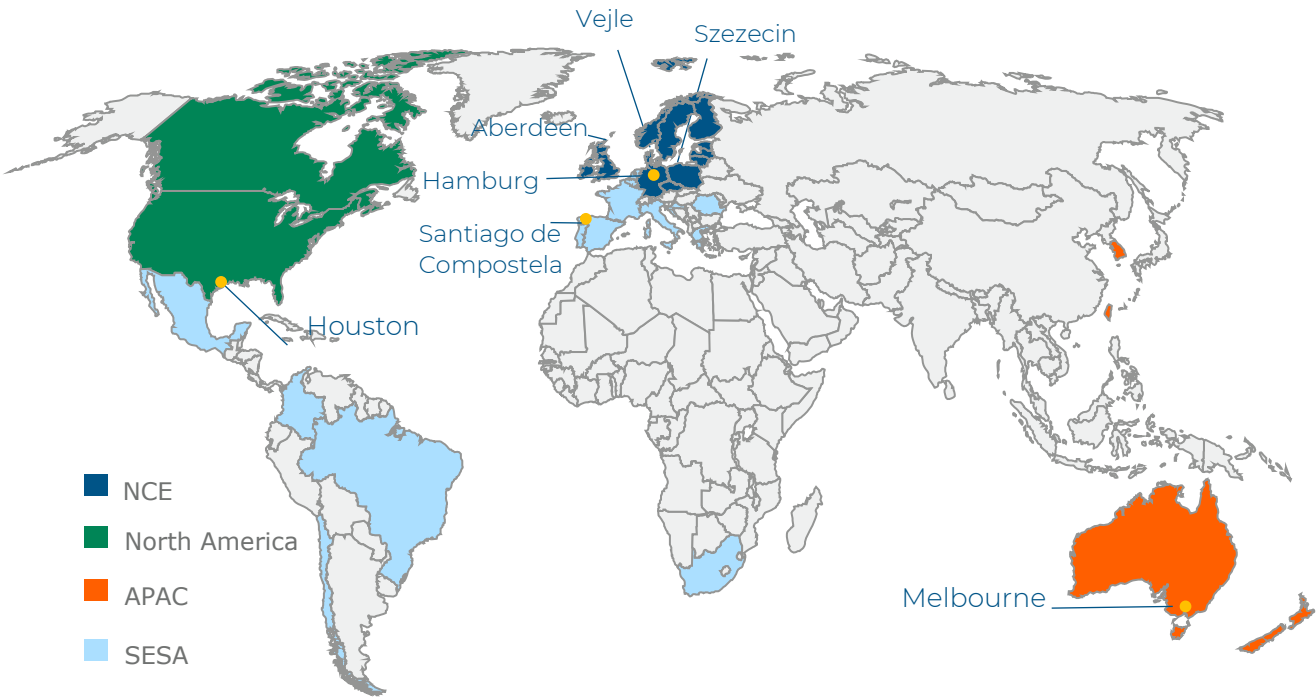 Vejle
Szezecin
Aberdeen
Hamburg
Santiago de
Compostela
Houston
NCE
North America
APAC
Melbourne
SESA